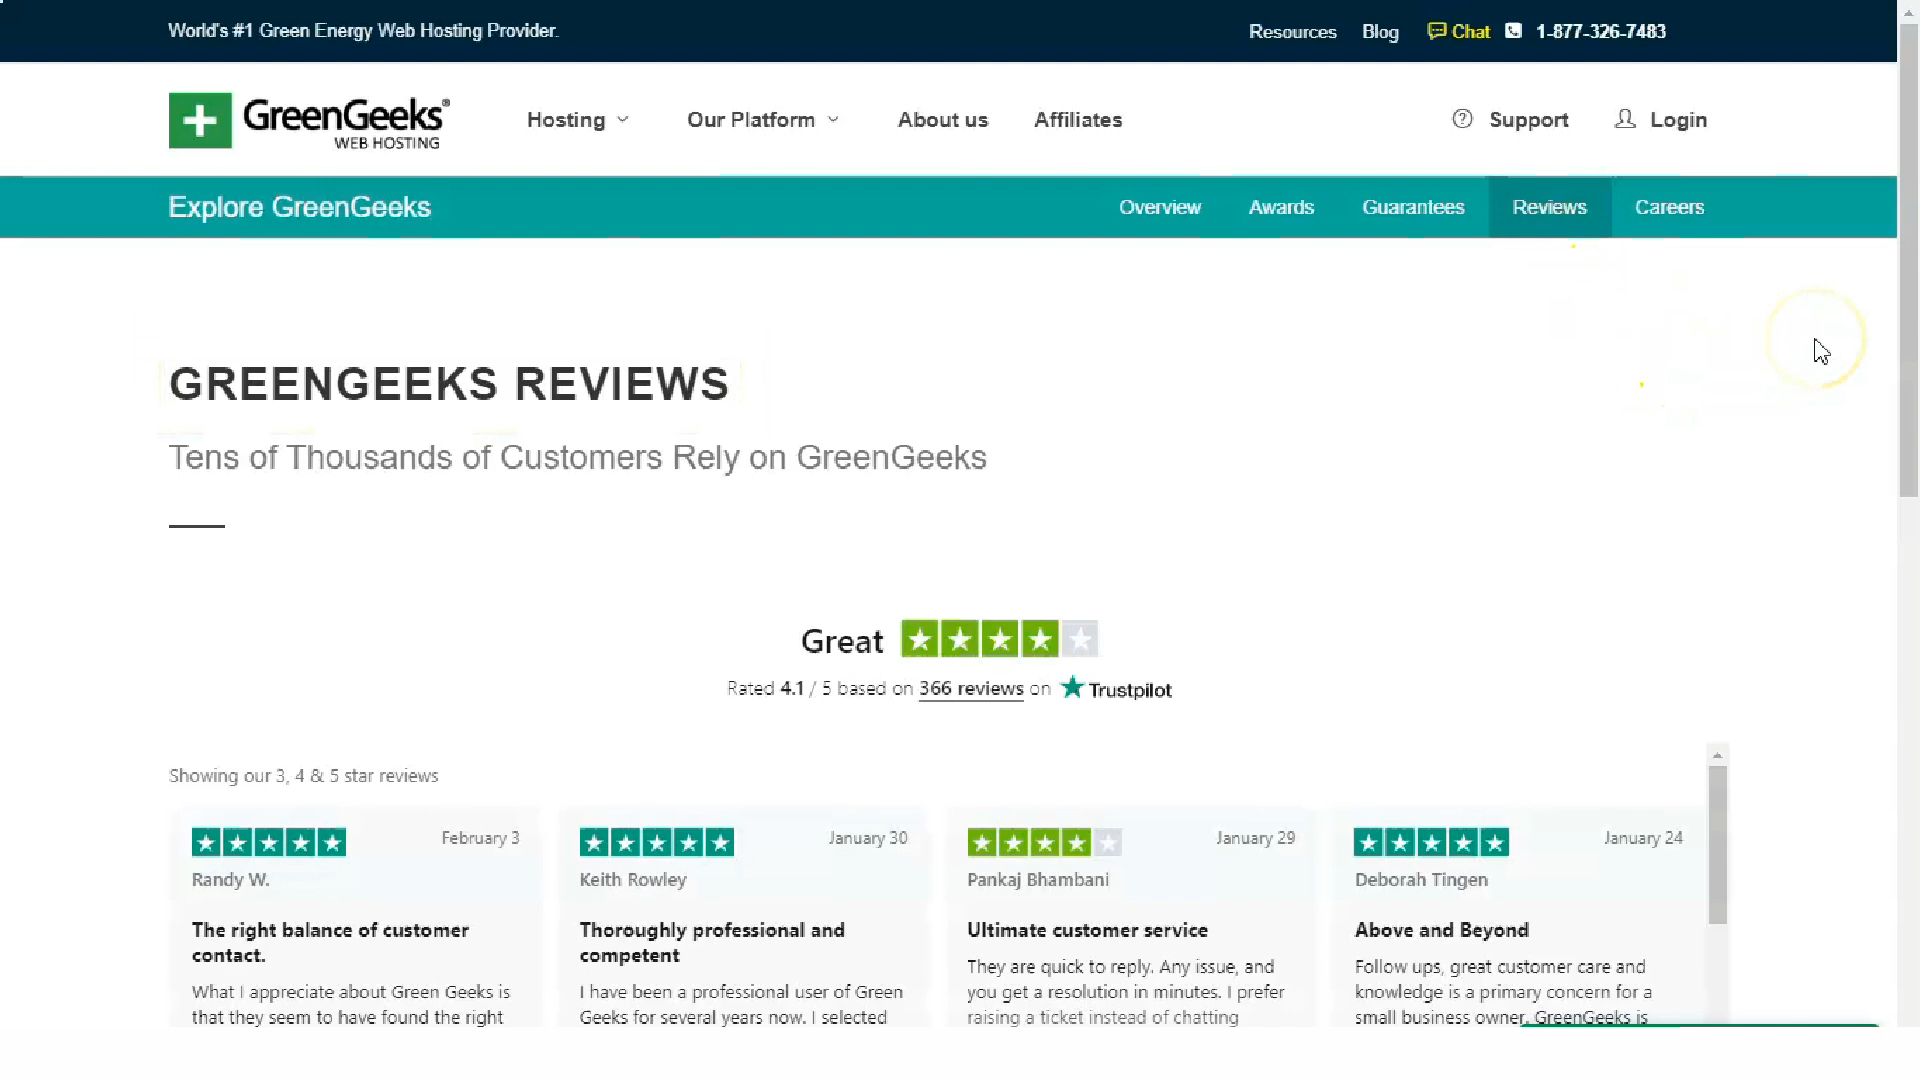 World's #1 Green Energy Web Hosting Provider.
Resources Blog Chat 1-877-326-7483
GreenGeeks®
WEB HOSTING
Hosting Our Platform About us Affiliates Support Login
Explore GreenGeeks
Overview Awards Guarantees Reviews Careers
GREENGEEKS REVIEWS
Tens of Thousands of Customers Rely on GreenGeeks
Great
Rated 4.1 / 5 based on 366 reviews on Trustpilot
Showing our 3, 4 & 5 star reviews
February 3
Randy W.
The right balance of customer
contact.
What I appreciate about Green Geeks is
that they seem to have found the right
January 30
Keith Rowley
Thoroughly professional and
competent
I have been a professional user of Green
Geeks for several years now. I selected
January 29
Pankaj Bhambani
Ultimate customer service
They are quick to reply. Any issue, and
you get a resolution in minutes. I prefer
raising a ticket instead of chatting
January 24
Deborah Tingen
Above and Beyond
Follow ups, great customer care and
knowledge is a primary concern for a
small business owner. GreenGeeks is